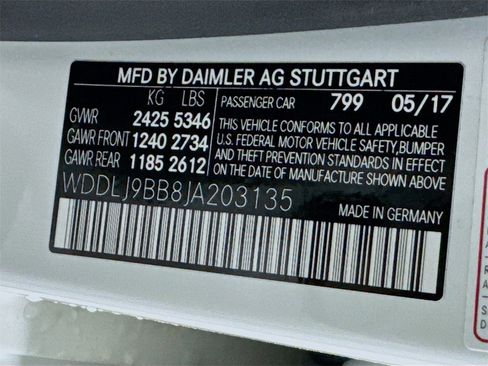 MFD BY DAIMLER AG STUTTGART
KG LBS
GVWR 2425 5346
GAWR FRONT 1240 2734
GAWR REAR 1185 2612
PASSENGER CAR 799 05/17
THIS VEHICLE CONFORMS TO ALL APPLICABLE
U.S. FEDERAL MOTOR VEHICLE SAFETY, BUMPER
AND THEFT PREVENTION STANDARDS IN EFFECT
ON THE DATE OF MANUFACTURE SHOWN ABOVE.
WDDLJ9BB8JA203135
MADE IN GERMANY